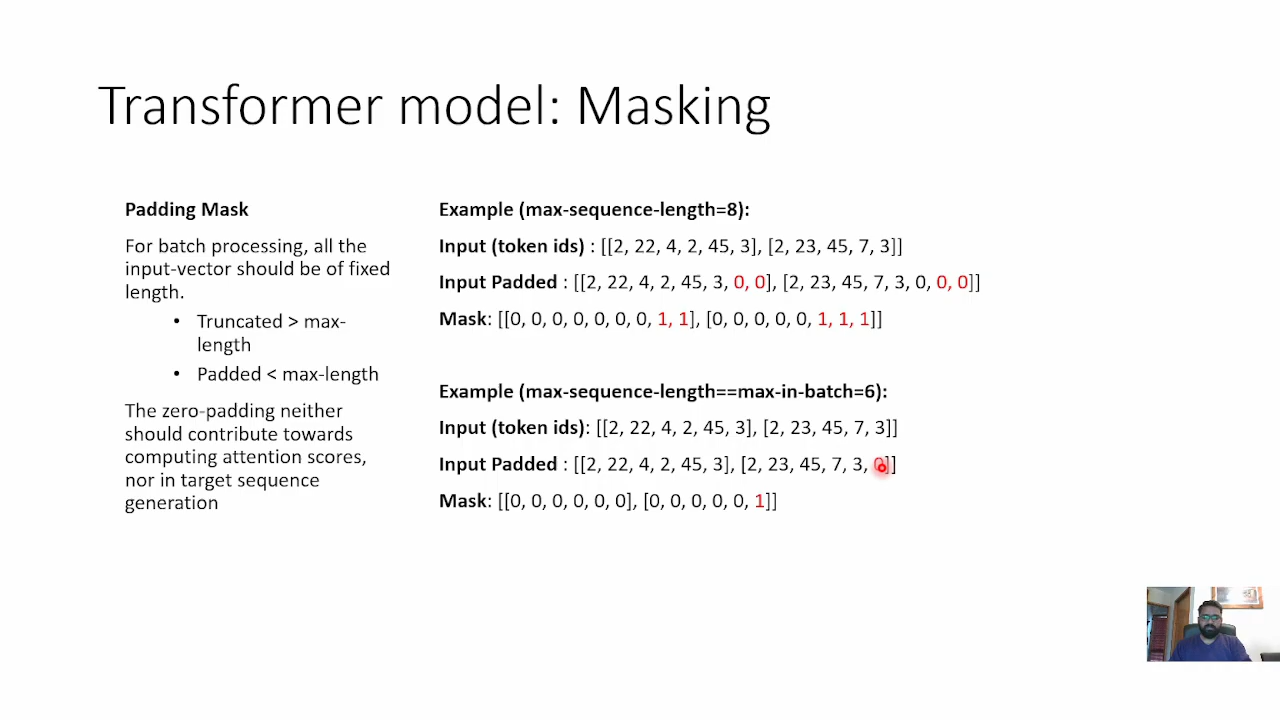 Transformer model: Masking
Padding Mask
For batch processing, all the
input-vector should be of fixed
length.
• Truncated > max-
length
• Padded < max-length
The zero-padding neither
should contribute towards
computing attention scores,
nor in target sequence
generation
Example (max-sequence-length=8):
Input (token ids) : [[2, 22, 4, 2, 45, 3], [2, 23, 45, 7, 3]]
Input Padded : [[2, 22, 4, 2, 45, 3, 0, 0], [2, 23, 45, 7, 3, 0, 0, 0]]
Mask: [[0, 0, 0, 0, 0, 0, 0, 1, 1], [0, 0, 0, 0, 0, 1, 1, 1]]
Example (max-sequence-length==max-in-batch=6):
Input (token ids): [[2, 22, 4, 2, 45, 3], [2, 23, 45, 7, 3]]
Input Padded : [[2, 22, 4, 2, 45, 3], [2, 23, 45, 7, 3, 0]]
Mask: [[0, 0, 0, 0, 0, 0], [0, 0, 0, 0, 0, 1]]